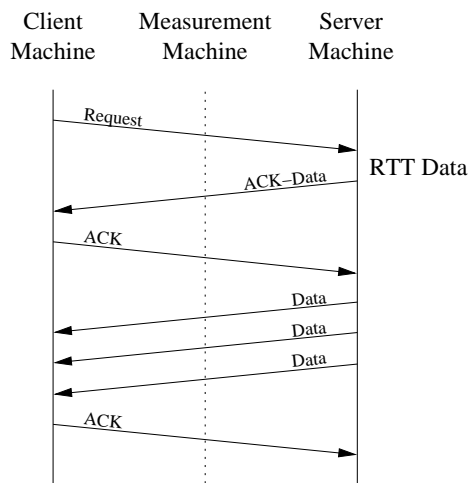 Client Machine
Measurement Machine
Server Machine
Request
RTT Data
ACK–Data
ACK
Data
Data
Data
ACK